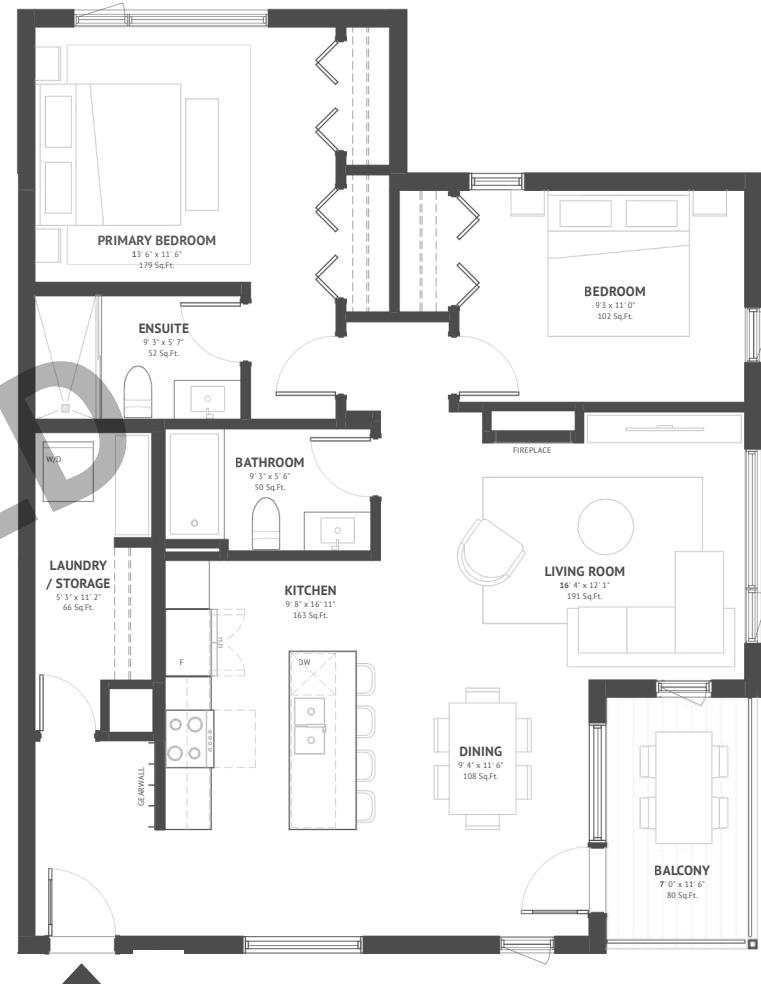 PRIMARY BEDROOM
13' 6" x 11' 6"
179 Sq.Ft.
BEDROOM
9'3 x 11' 0"
102 Sq.Ft.
ENSUITE
9' 3" x 5' 7"
52 Sq.Ft.
D
W/D
BATHROOM
9' 3" x 5' 6"
50 Sq.Ft.
FIREPLACE
LAUNDRY
/ STORAGE
5' 3" x 11' 2"
66 Sq.Ft.
KITCHEN
9' 8" x 16' 11"
163 Sq.Ft.
LIVING ROOM
16' 4" x 12' 1"
191 Sq.Ft.
F
DW
GEARWALL
DINING
9' 4" x 11' 6"
108 Sq.Ft.
BALCONY
7' 0" x 11' 6"
80 Sq.Ft.